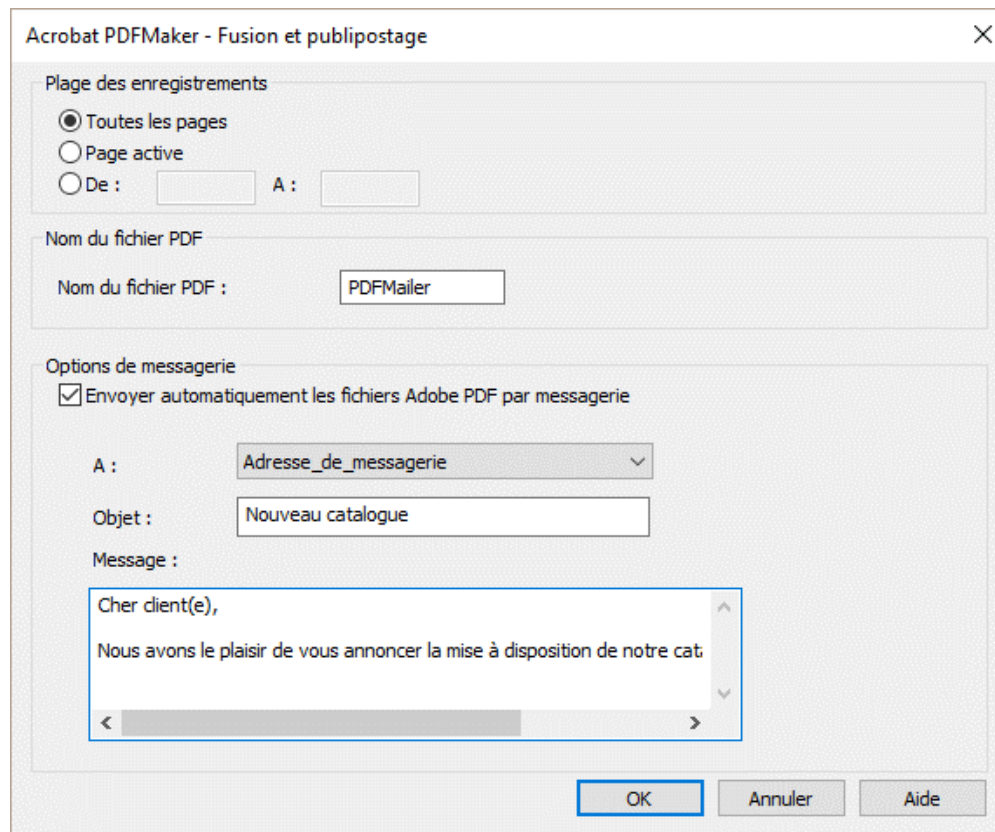 Acrobat PDFMaker - Fusion et publipostage
Plage des enregistrements
Toutes les pages
Page active
De : A :
Nom du fichier PDF
Nom du fichier PDF : PDFMailer
Options de messagerie
Envoyer automatiquement les fichiers Adobe PDF par messagerie
A : Adresse_de_messagerie
Objet : Nouveau catalogue
Message :
Cher client(e),
Nous avons le plaisir de vous annoncer la mise à disposition de notre cata
OK Annuler Aide